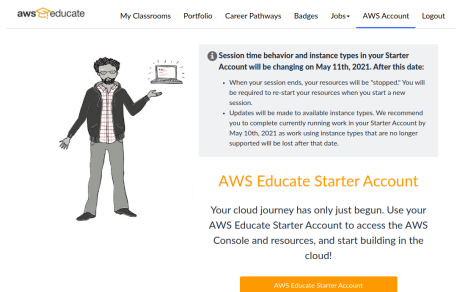 aws educate My Classrooms Portfolio Career Pathways Badges Jobs AWS Account Logout
Session time behavior and instance types in your Starter
Account will be changing on May 11th, 2021. After this date:
• When your session ends, your resources will be "stopped." You will
be required to re-start your resources when you start a new
session.
• Updates will be made to available instance types. We recommend
you to complete currently running work in your Starter Account by
May 10th, 2021 as work using instance types that are no longer
supported will be lost after that date.
AWS Educate Starter Account
Your cloud journey has only just begun. Use your
AWS Educate Starter Account to access the AWS
Console and resources, and start building in the
cloud!
AWS Educate Starter Account